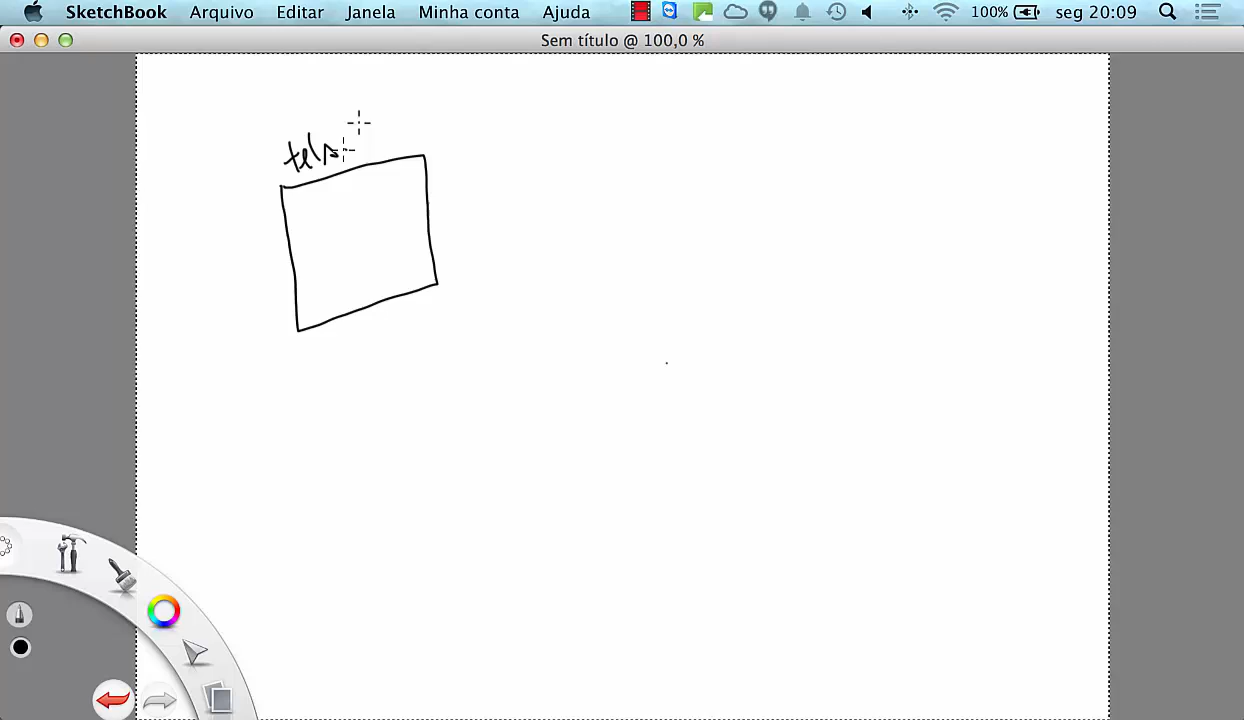 SketchBook Arquivo Editar Janela Minha conta Ajuda 100% seg 20:09
Sem título @ 100,0 %
tela